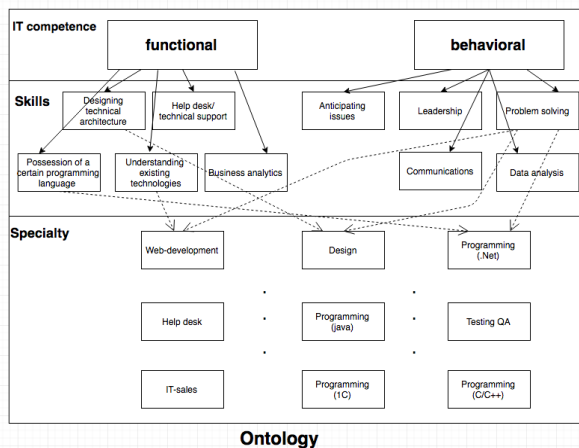 IT competence
functional
behavioral
Skills
Designing
technical
architecture
Help desk/
technical support
Anticipating
issues
Leadership
Problem solving
Possession of a
certain programming
language
Understanding
existing
technologies
Business analytics
Communications
Data analysis
Specialty
Web-development
Design
Programming
(.Net)
Help desk
Programming
(java)
Testing QA
IT-sales
Programming
(1C)
Programming
(C/C++)
Ontology